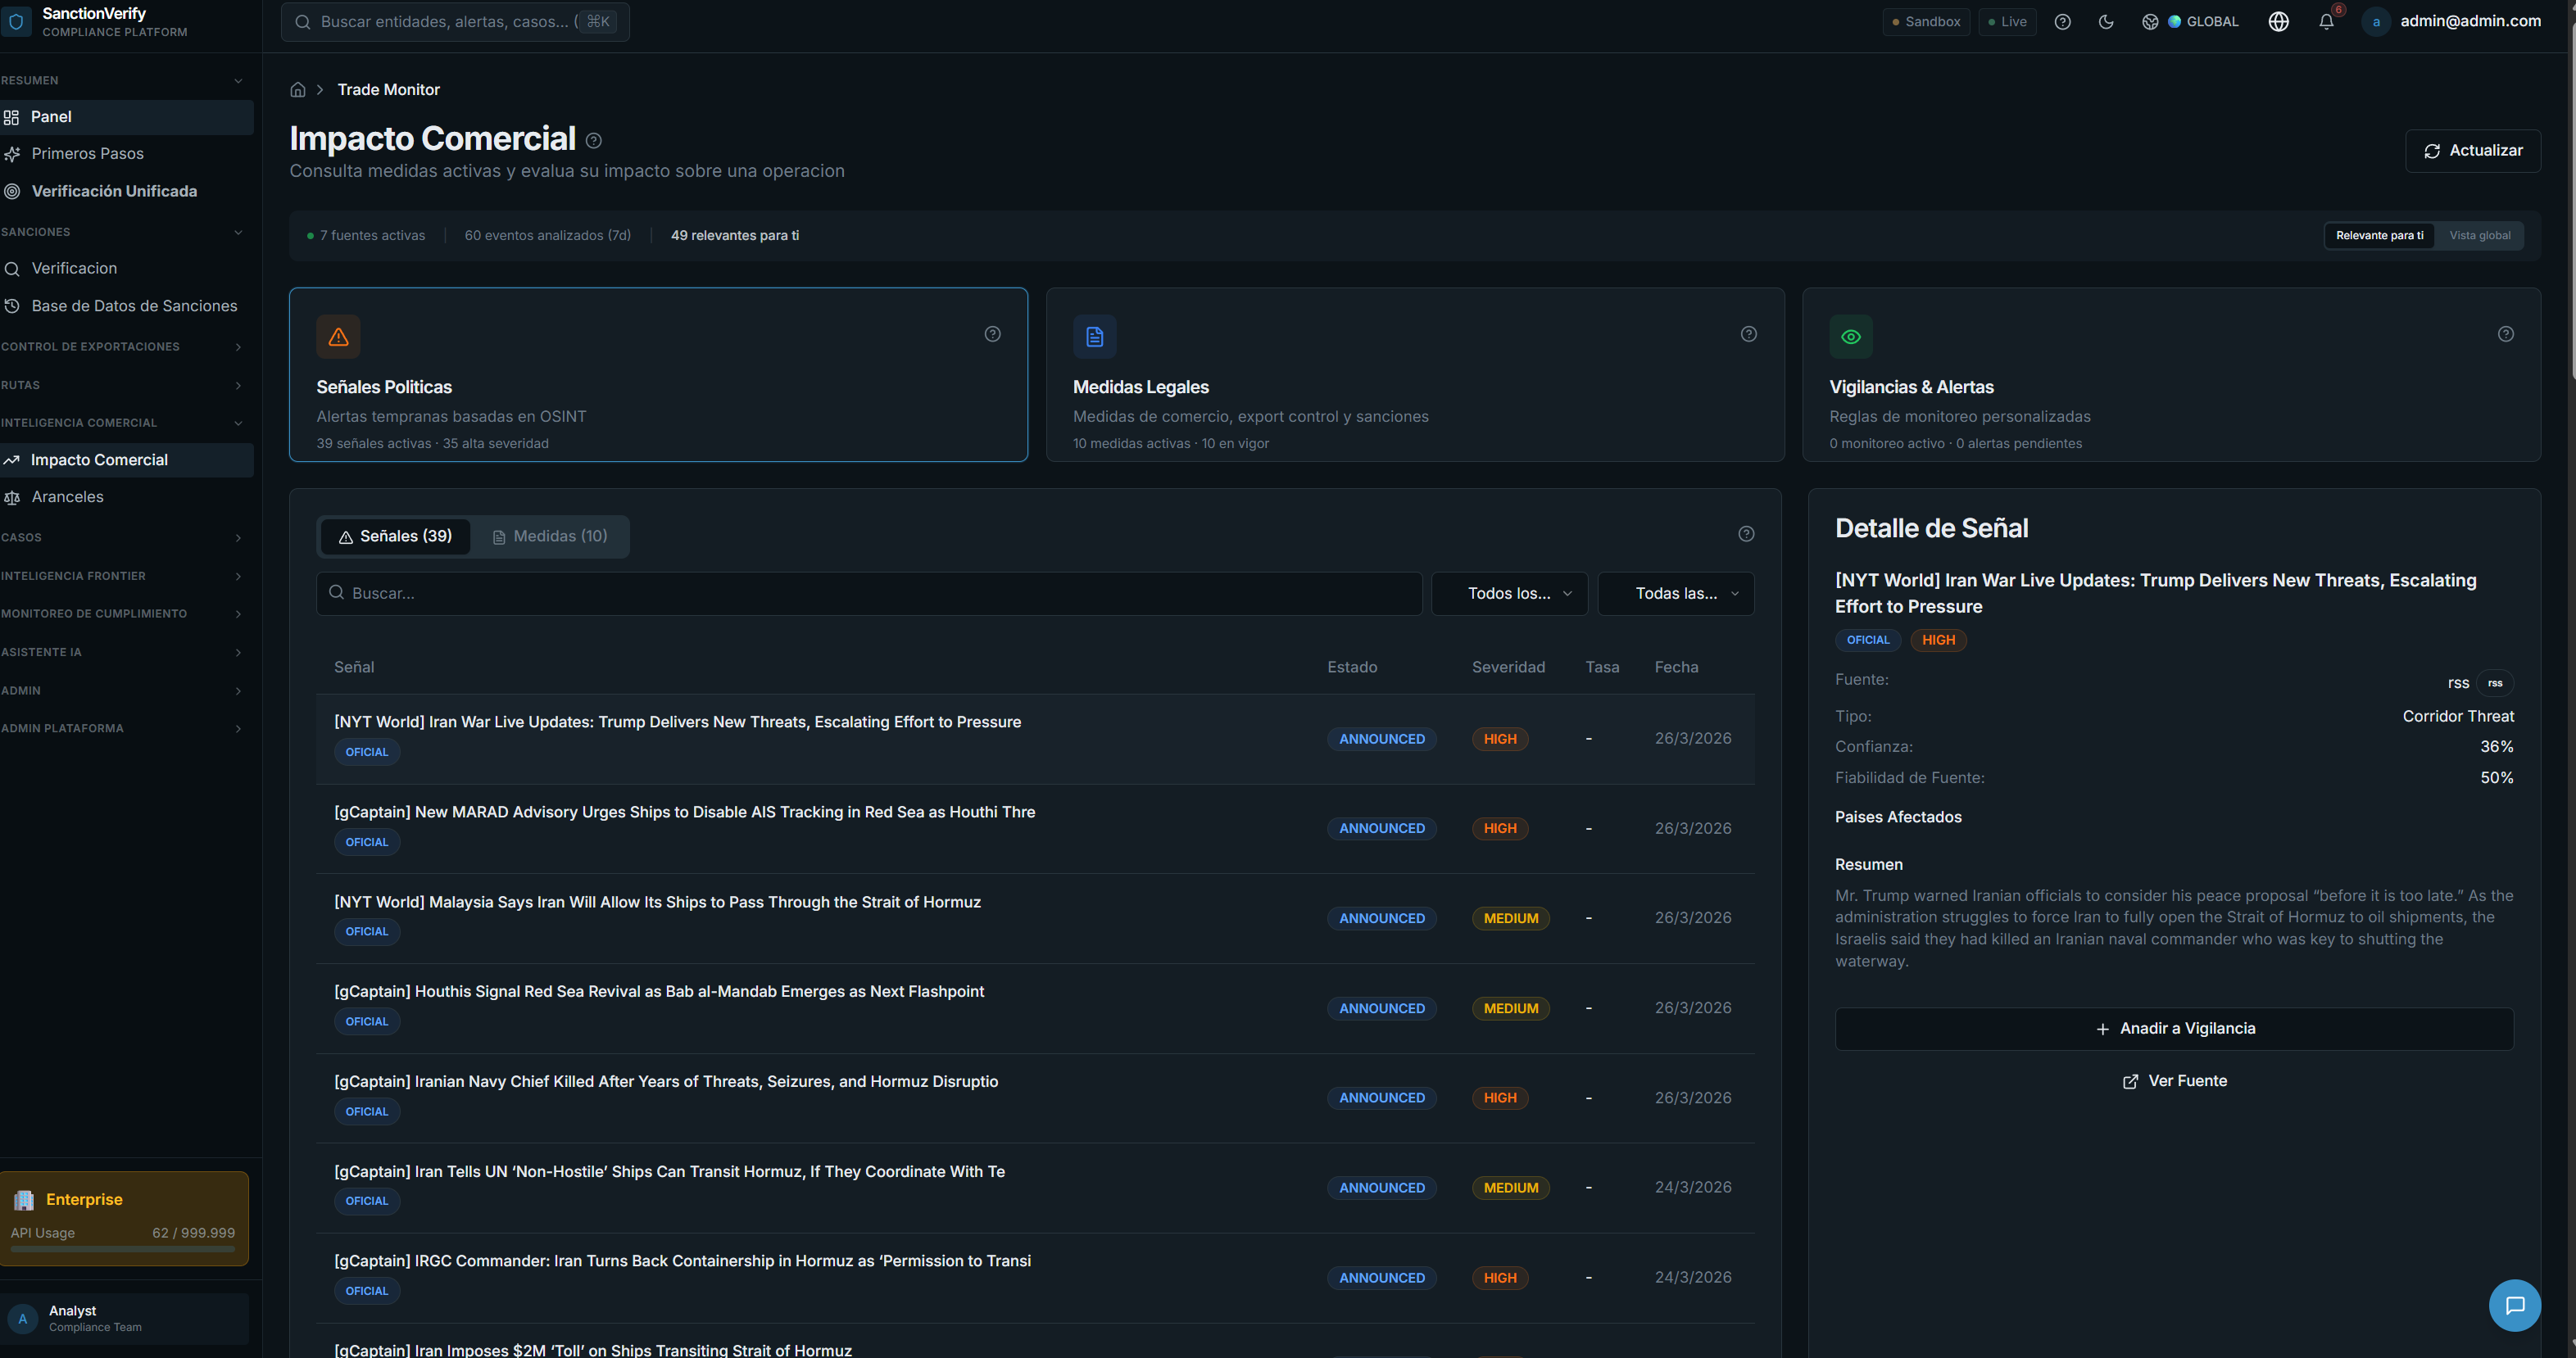 SanctionVerify
COMPLIANCE PLATFORM
Buscar entidades, alertas, casos... ( ⌘K
Sandbox
Live
GLOBAL
6
a
admin@admin.com
RESUMEN
Panel
Primeros Pasos
Verificación Unificada
SANCIONES
Verificacion
Base de Datos de Sanciones
CONTROL DE EXPORTACIONES
RUTAS
INTELIGENCIA COMERCIAL
Impacto Comercial
Aranceles
CASOS
INTELIGENCIA FRONTIER
MONITOREO DE CUMPLIMIENTO
ASISTENTE IA
ADMIN
ADMIN PLATAFORMA
Enterprise
API Usage 62 / 999.999
A
Analyst
Compliance Team
Trade Monitor
Impacto Comercial
Consulta medidas activas y evalua su impacto sobre una operacion
Actualizar
7 fuentes activas
60 eventos analizados (7d)
49 relevantes para ti
Relevante para ti
Vista global
Señales Politicas
Alertas tempranas basadas en OSINT
39 señales activas · 35 alta severidad
Medidas Legales
Medidas de comercio, export control y sanciones
10 medidas activas · 10 en vigor
Vigilancias & Alertas
Reglas de monitoreo personalizadas
0 monitoreo activo · 0 alertas pendientes
Señales (39)
Medidas (10)
Buscar...
Todos los...
Todas las...
Señal Estado Severidad Tasa Fecha
[NYT World] Iran War Live Updates: Trump Delivers New Threats, Escalating Effort to Pressure
OFICIAL
ANNOUNCED HIGH - 26/3/2026
[gCaptain] New MARAD Advisory Urges Ships to Disable AIS Tracking in Red Sea as Houthi Thre
OFICIAL
ANNOUNCED HIGH - 26/3/2026
[NYT World] Malaysia Says Iran Will Allow Its Ships to Pass Through the Strait of Hormuz
OFICIAL
ANNOUNCED MEDIUM - 26/3/2026
[gCaptain] Houthis Signal Red Sea Revival as Bab al-Mandab Emerges as Next Flashpoint
OFICIAL
ANNOUNCED MEDIUM - 26/3/2026
[gCaptain] Iranian Navy Chief Killed After Years of Threats, Seizures, and Hormuz Disruptio
OFICIAL
ANNOUNCED HIGH - 26/3/2026
[gCaptain] Iran Tells UN ‘Non-Hostile’ Ships Can Transit Hormuz, If They Coordinate With Te
OFICIAL
ANNOUNCED MEDIUM - 24/3/2026
[gCaptain] IRGC Commander: Iran Turns Back Containership in Hormuz as ‘Permission to Transi
OFICIAL
ANNOUNCED HIGH - 24/3/2026
[gCaptain] Iran Imposes $2M ‘Toll’ on Ships Transiting Strait of Hormuz
Detalle de Señal
[NYT World] Iran War Live Updates: Trump Delivers New Threats, Escalating
Effort to Pressure
OFICIAL HIGH
Fuente: rss rss
Tipo: Corridor Threat
Confianza: 36%
Fiabilidad de Fuente: 50%
Paises Afectados
Resumen
Mr. Trump warned Iranian officials to consider his peace proposal “before it is too late.” As the
administration struggles to force Iran to fully open the Strait of Hormuz to oil shipments, the
Israelis said they had killed an Iranian naval commander who was key to shutting the
waterway.
Anadir a Vigilancia
Ver Fuente